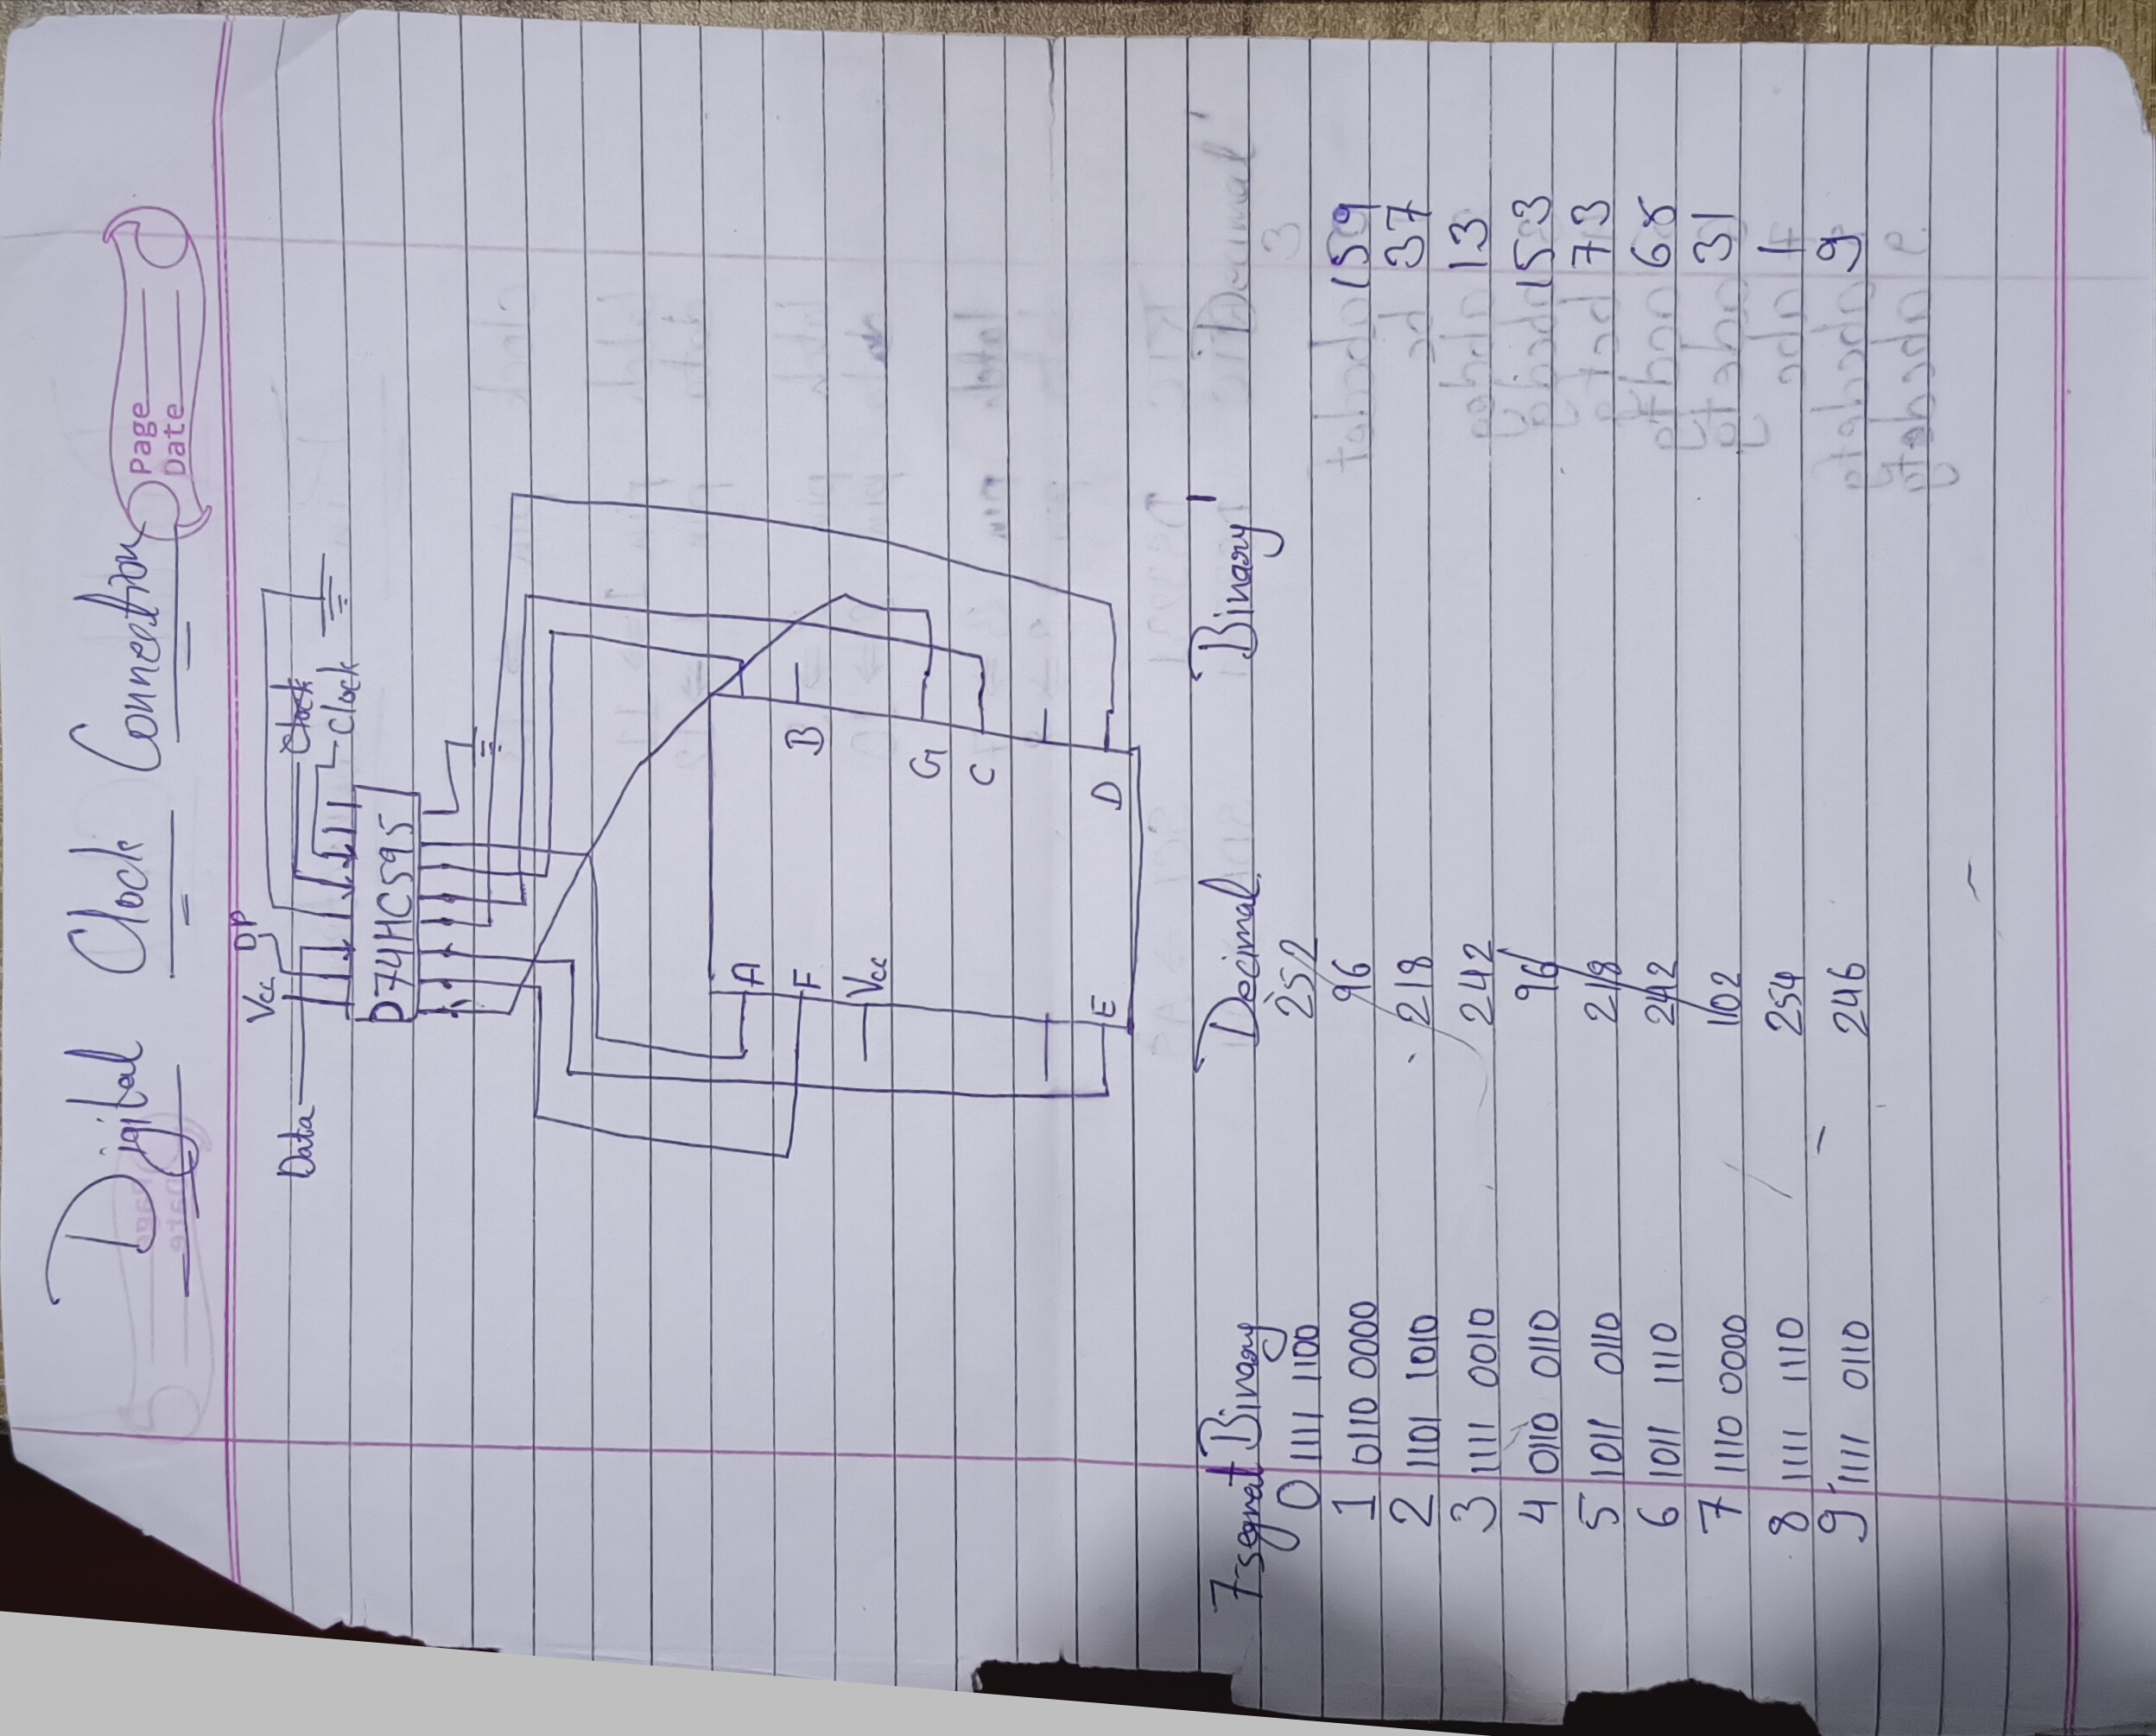 Digital Clock Connection
Page
Date
Vcc DP
Data
Clock
Clock
D74HC595
A
F
B
Vcc
G
C
E D
7-segnat Binary Decimal Binary' Decimal'
3
0 1111 1100 252
1 0110 0000 96 159
2 1101 1010 218 37
3 1111 0010 242 13
4 0110 0110 96 153
5 1011 0110 218 73
6 1011 1110 242 68
7 1110 0000 102 31
8 1111 1110 254 1
9 1111 0110 246 9